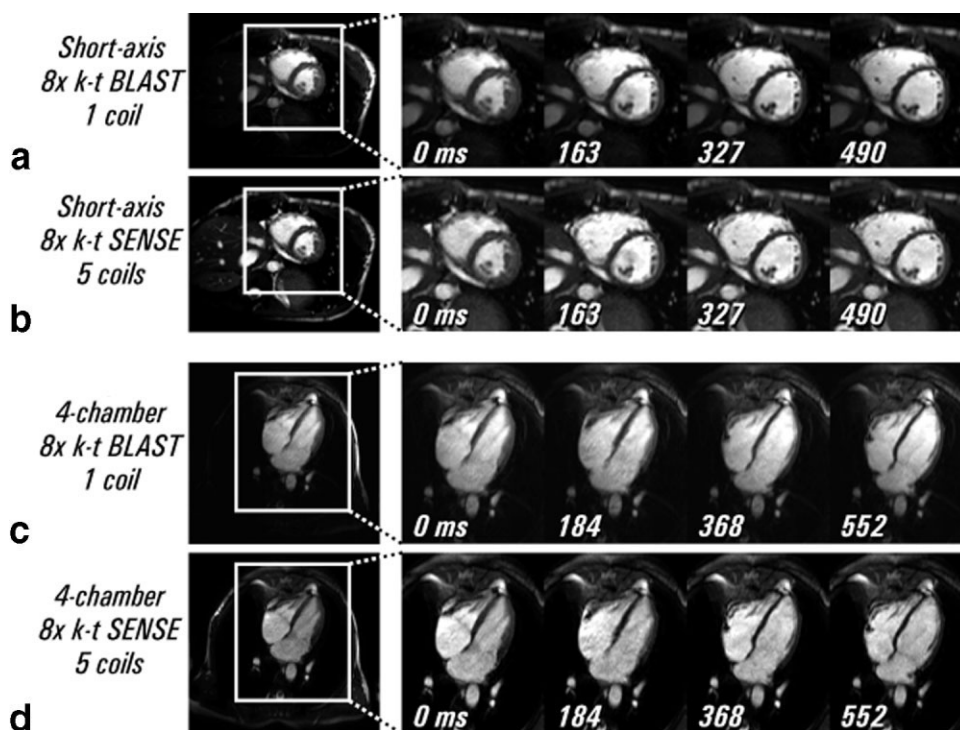 Short-axis
8x k-t BLAST
1 coil
a
0 ms 163 327 490
Short-axis
8x k-t SENSE
5 coils
b
0 ms 163 327 490
4-chamber
8x k-t BLAST
1 coil
c
0 ms 184 368 552
4-chamber
8x k-t SENSE
5 coils
d
0 ms 184 368 552